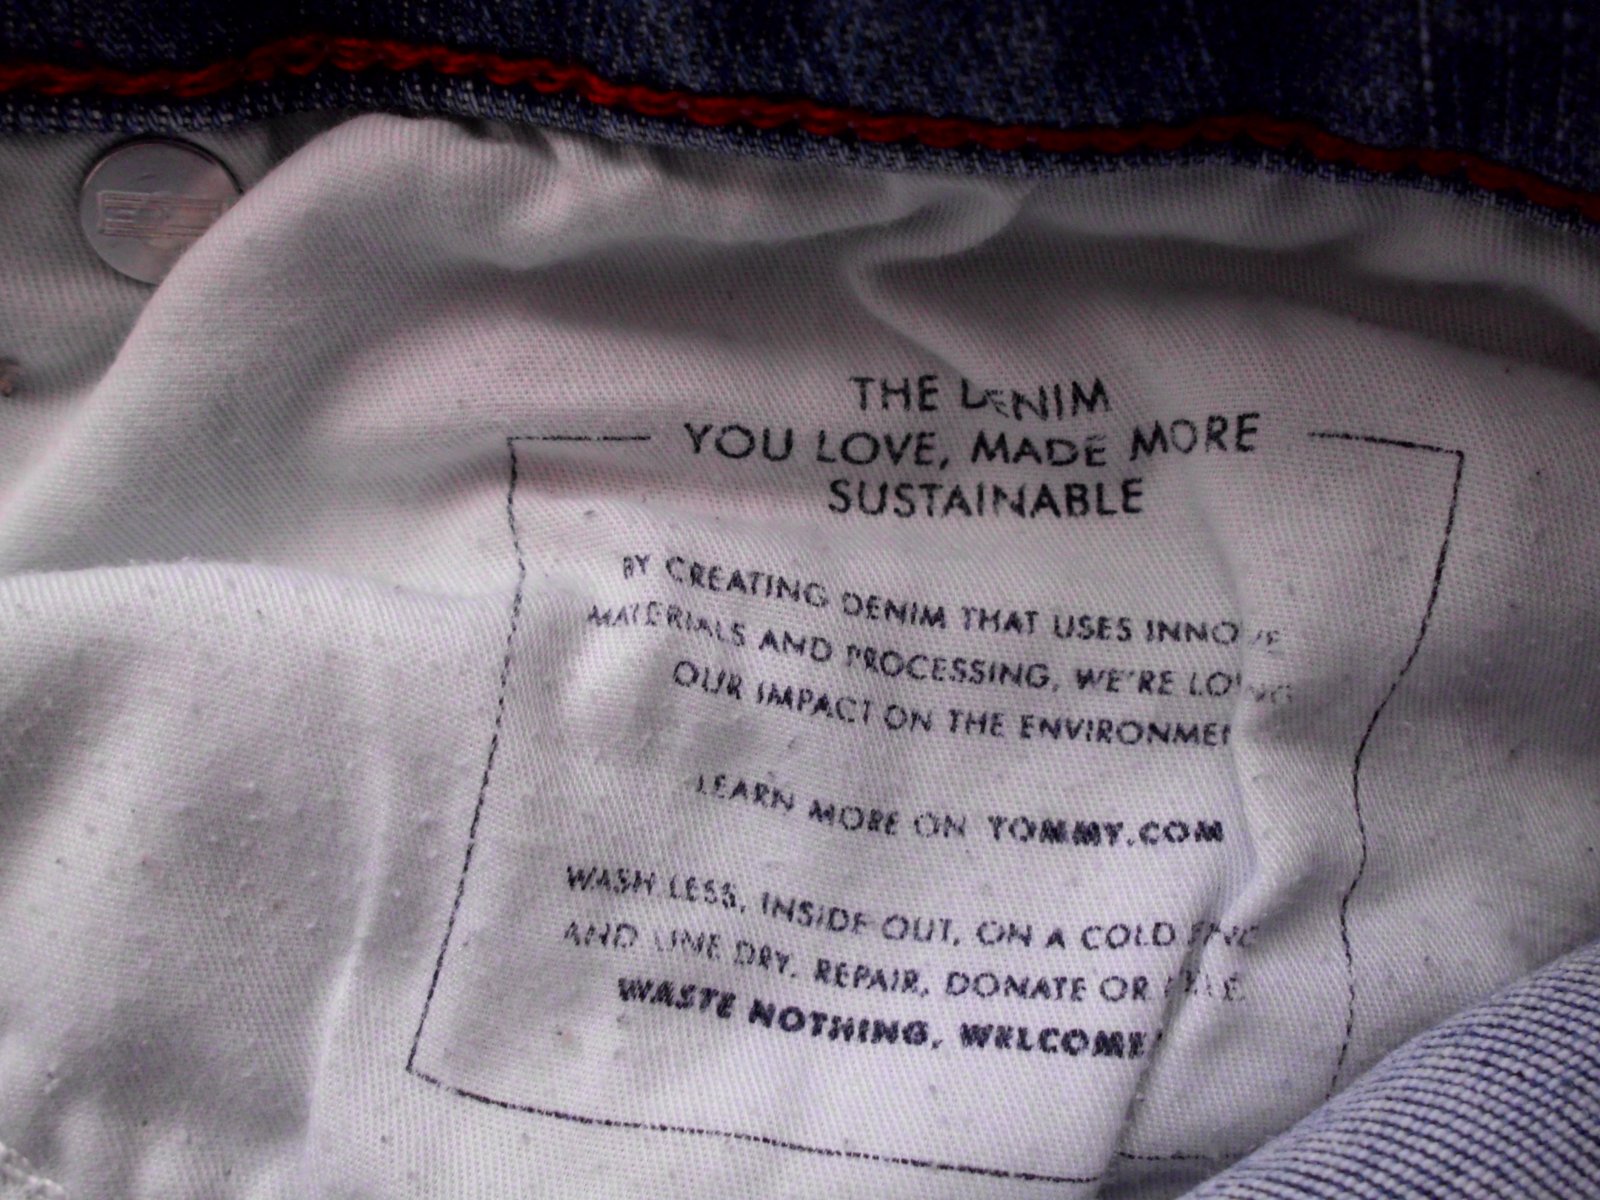 THE DENIM
YOU LOVE, MADE MORE
SUSTAINABLE
BY CREATING DENIM THAT USES
MATERIALS AND PROCESSING, WE'RE
OUR IMPACT ON THE
LEARN MORE ON TOMMY.COM
WASH LESS, INSIDE OUT, ON A COLD
AND LINE DRY. REPAIR, DONATE OR
WASTE NOTHING,